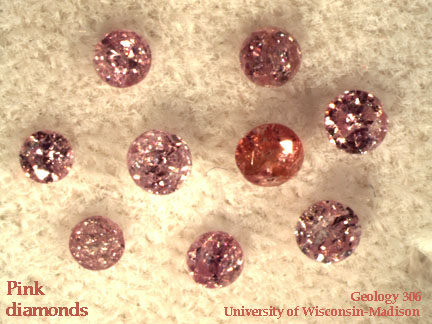 Pink
diamonds
Geology 306
University of Wisconsin-Madison